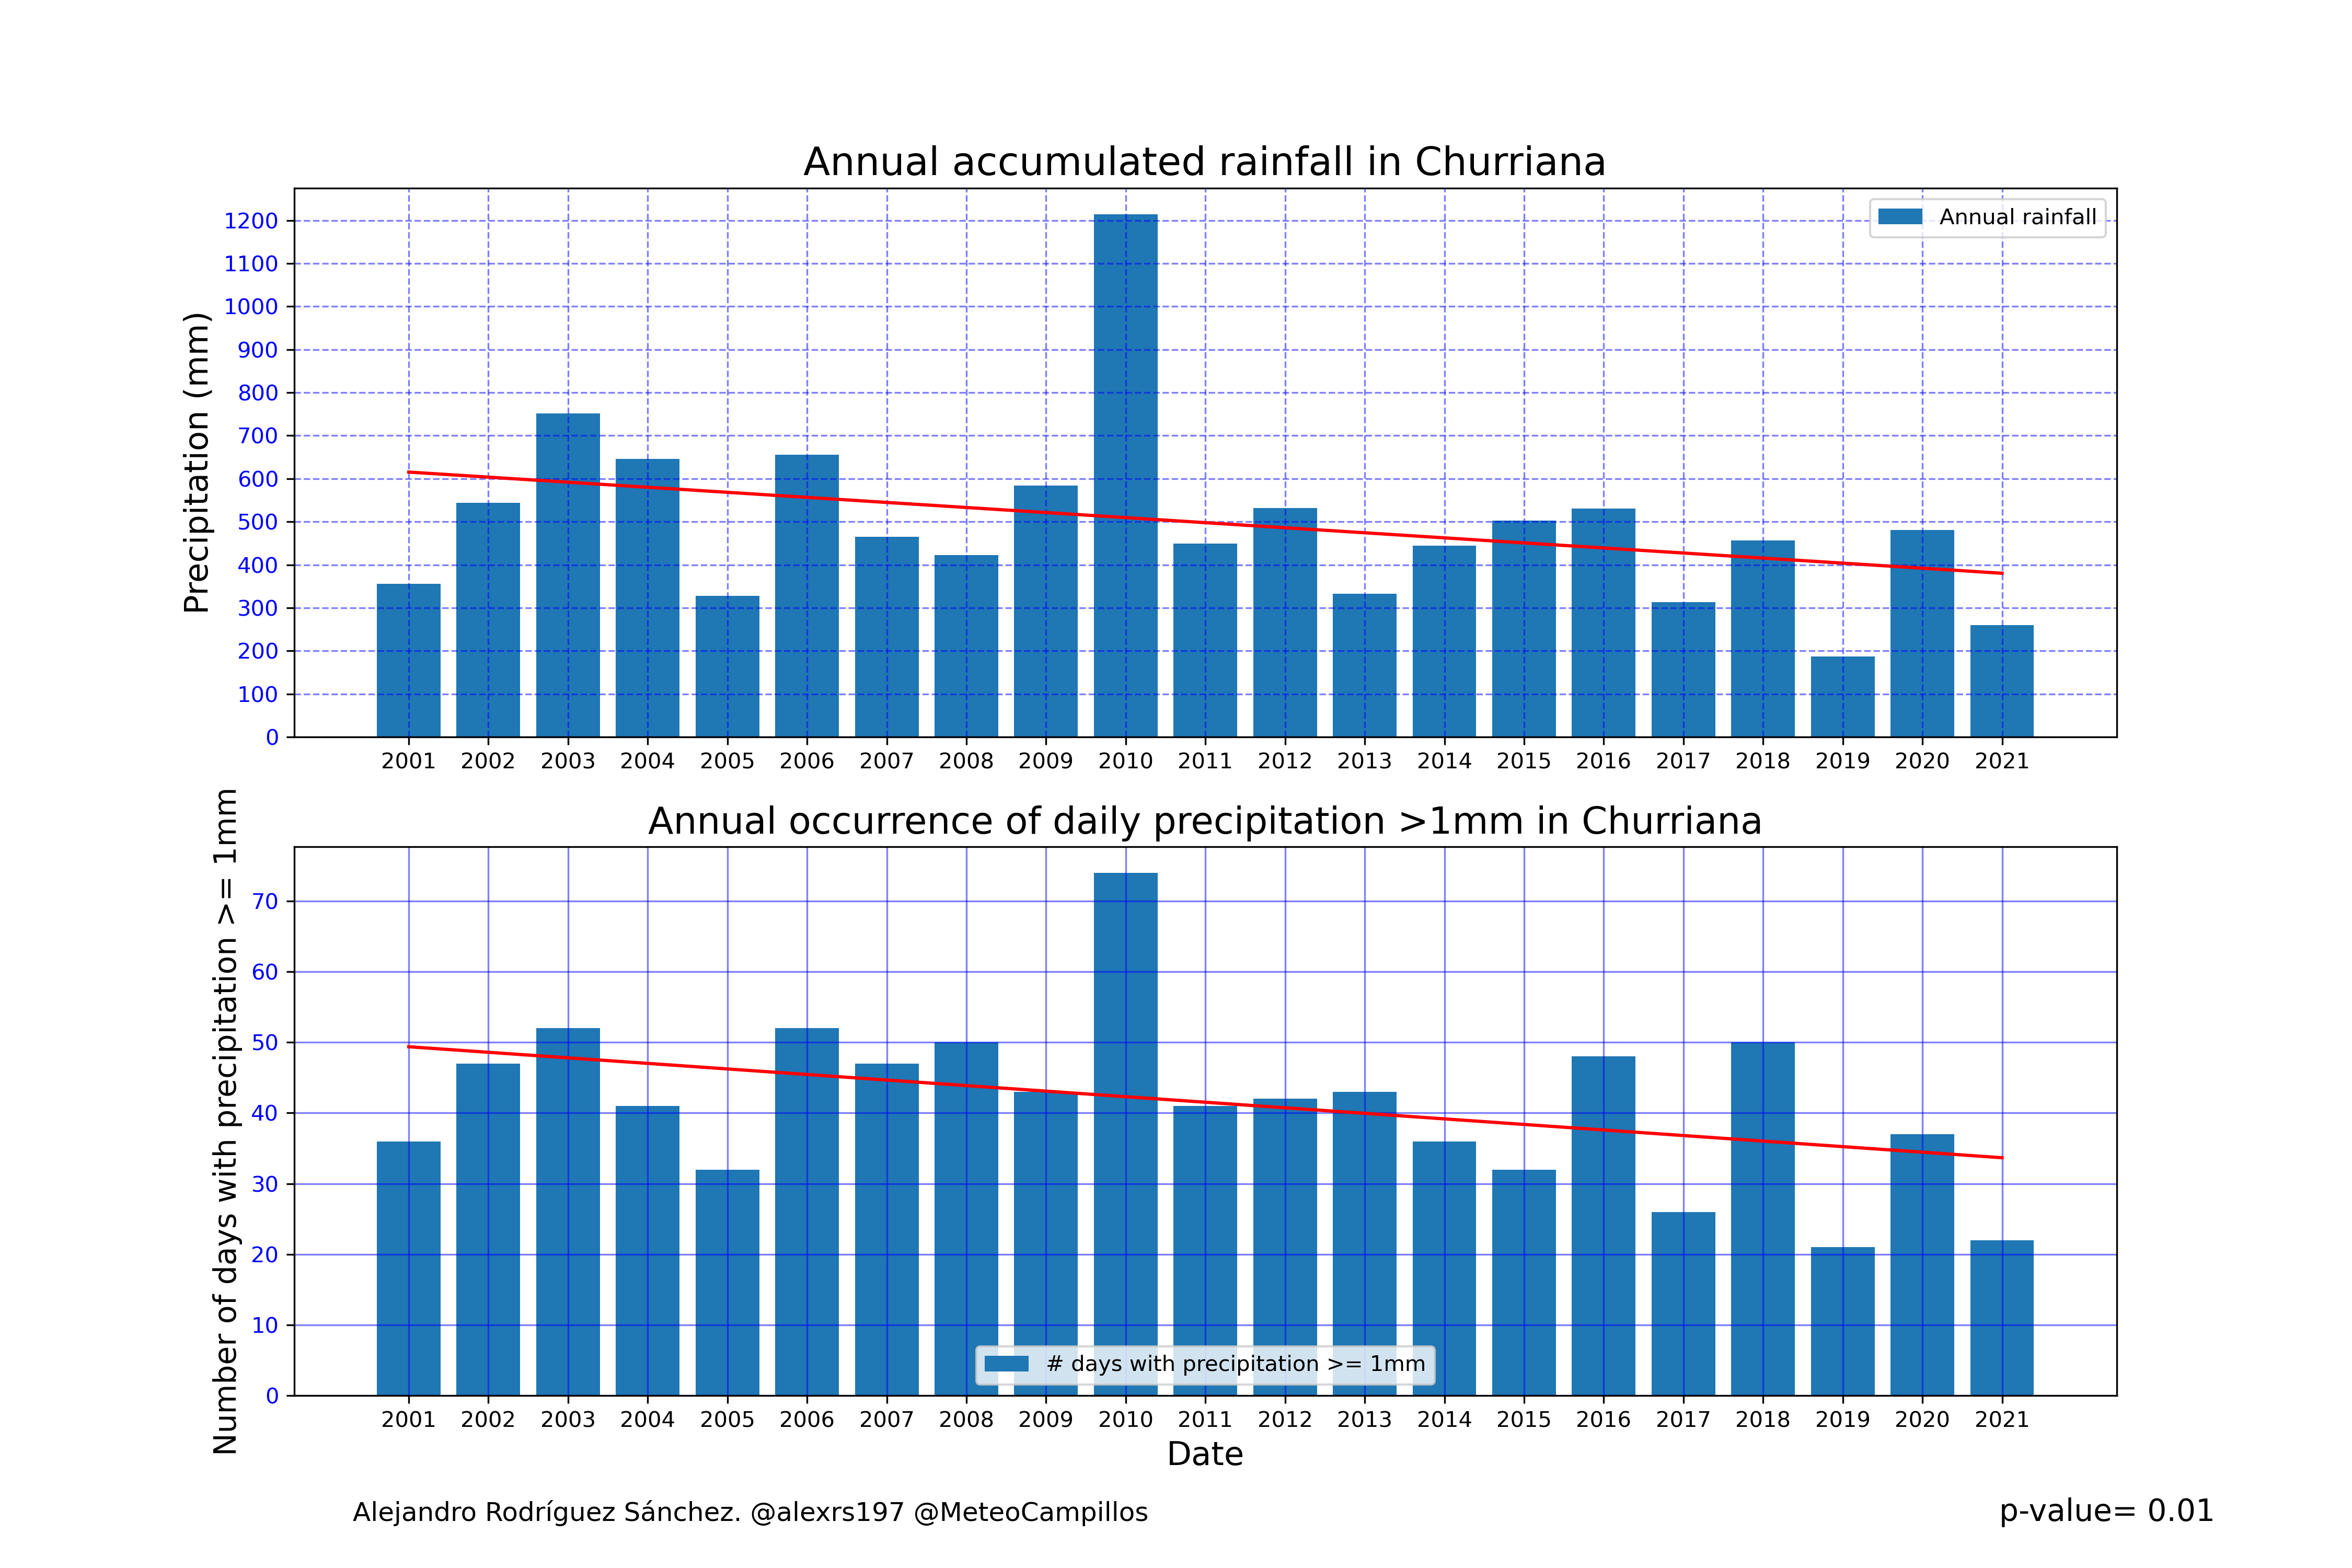 Annual accumulated rainfall in Churriana
Precipitation (mm)
1200
1100
1000
900
800
700
600
500
400
300
200
100
0
Annual rainfall
2001 2002 2003 2004 2005 2006 2007 2008 2009 2010 2011 2012 2013 2014 2015 2016 2017 2018 2019 2020 2021
Annual occurrence of daily precipitation >1mm in Churriana
Number of days with precipitation >= 1mm
70
60
50
40
30
20
10
0
# days with precipitation >= 1mm
2001 2002 2003 2004 2005 2006 2007 2008 2009 2010 2011 2012 2013 2014 2015 2016 2017 2018 2019 2020 2021
Date
Alejandro Rodríguez Sánchez. @alexrs197 @MeteoCampillos
p-value= 0.01